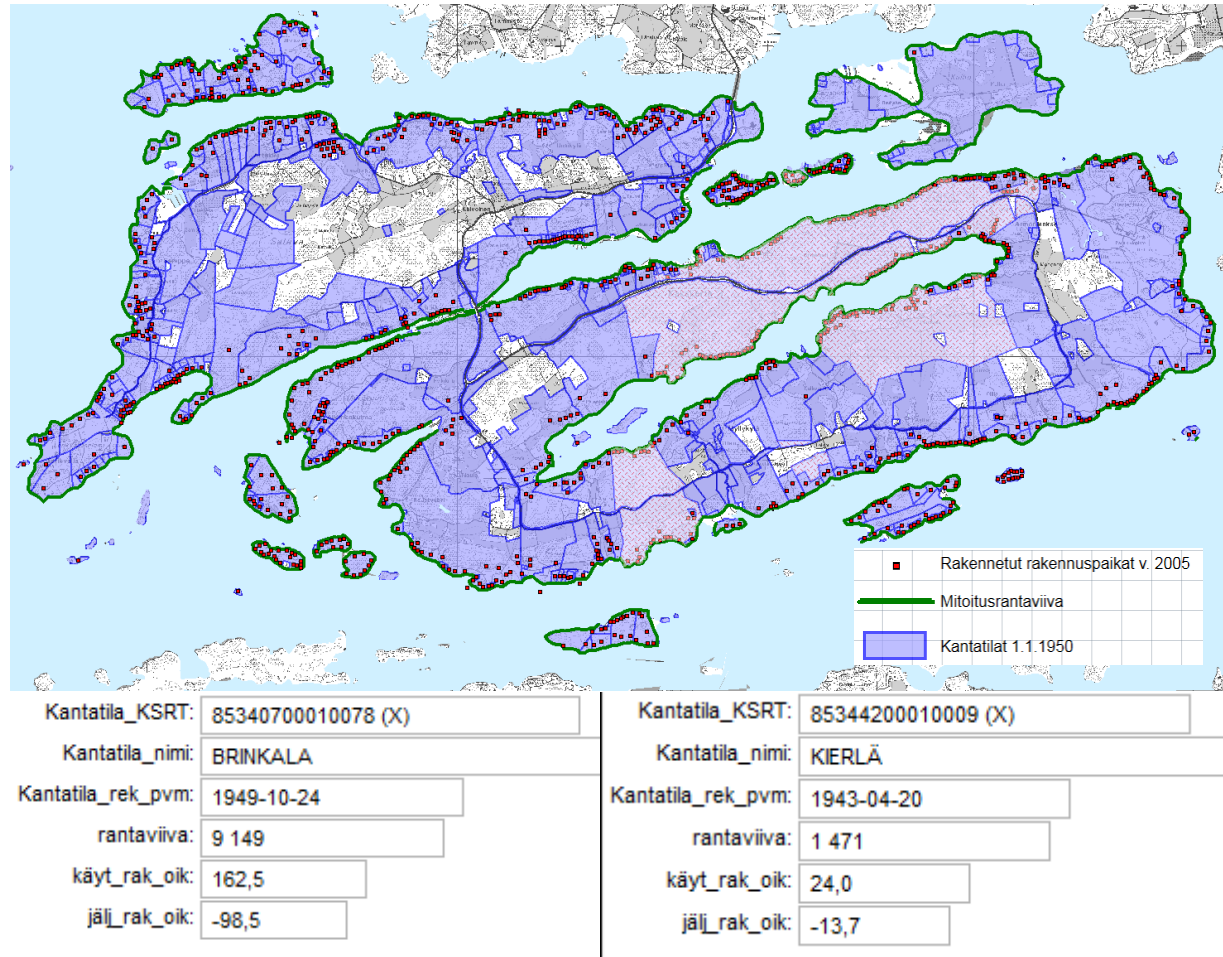 Rakennetut rakennuspaikat v. 2005
Mitoitusrantaviiva
Kantatilat 1.1.1950
Kantatila_KSRT: 85340700010078 (X)
Kantatila_nimi: BRINKALA
Kantatila_rek_pvm: 1949-10-24
rantaviiva: 9 149
käyt_rak_oik: 162,5
jälj_rak_oik: -98,5
Kantatila_KSRT: 85344200010009 (X)
Kantatila_nimi: KIERLÄ
Kantatila_rek_pvm: 1943-04-20
rantaviiva: 1 471
käyt_rak_oik: 24,0
jälj_rak_oik: -13,7